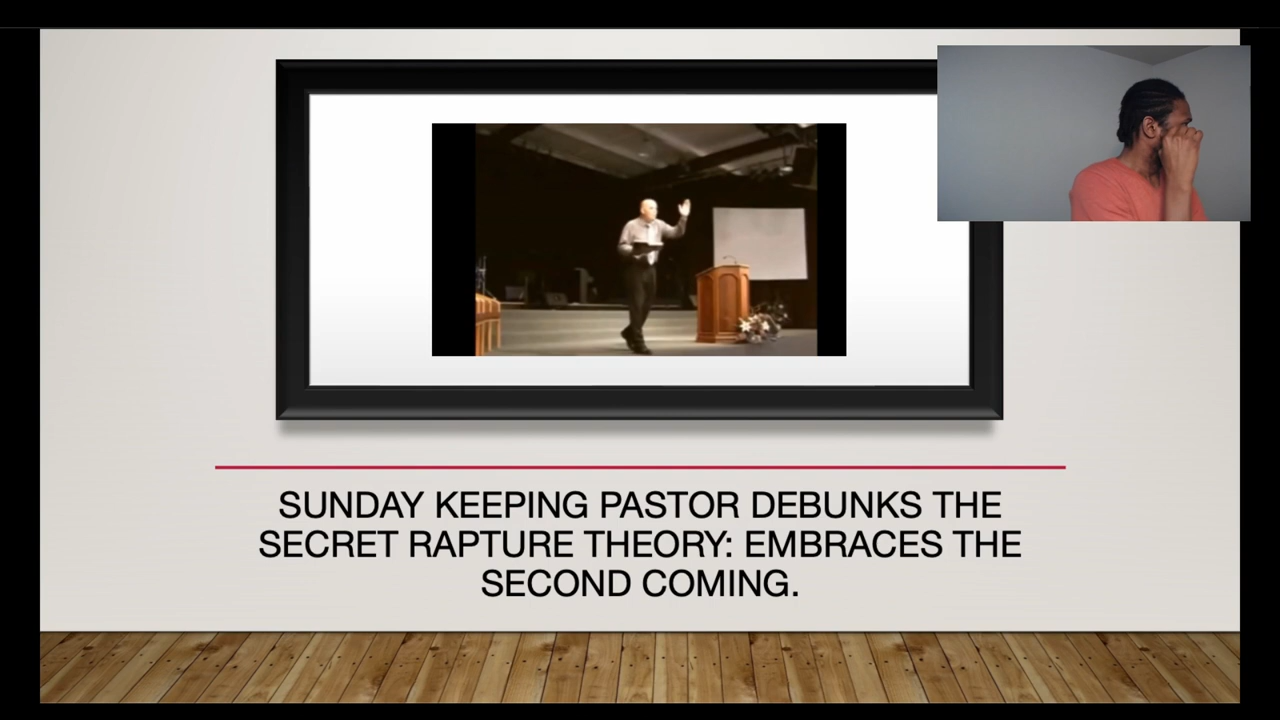 SUNDAY KEEPING PASTOR DEBUNKS THE
SECRET RAPTURE THEORY: EMBRACES THE
SECOND COMING.